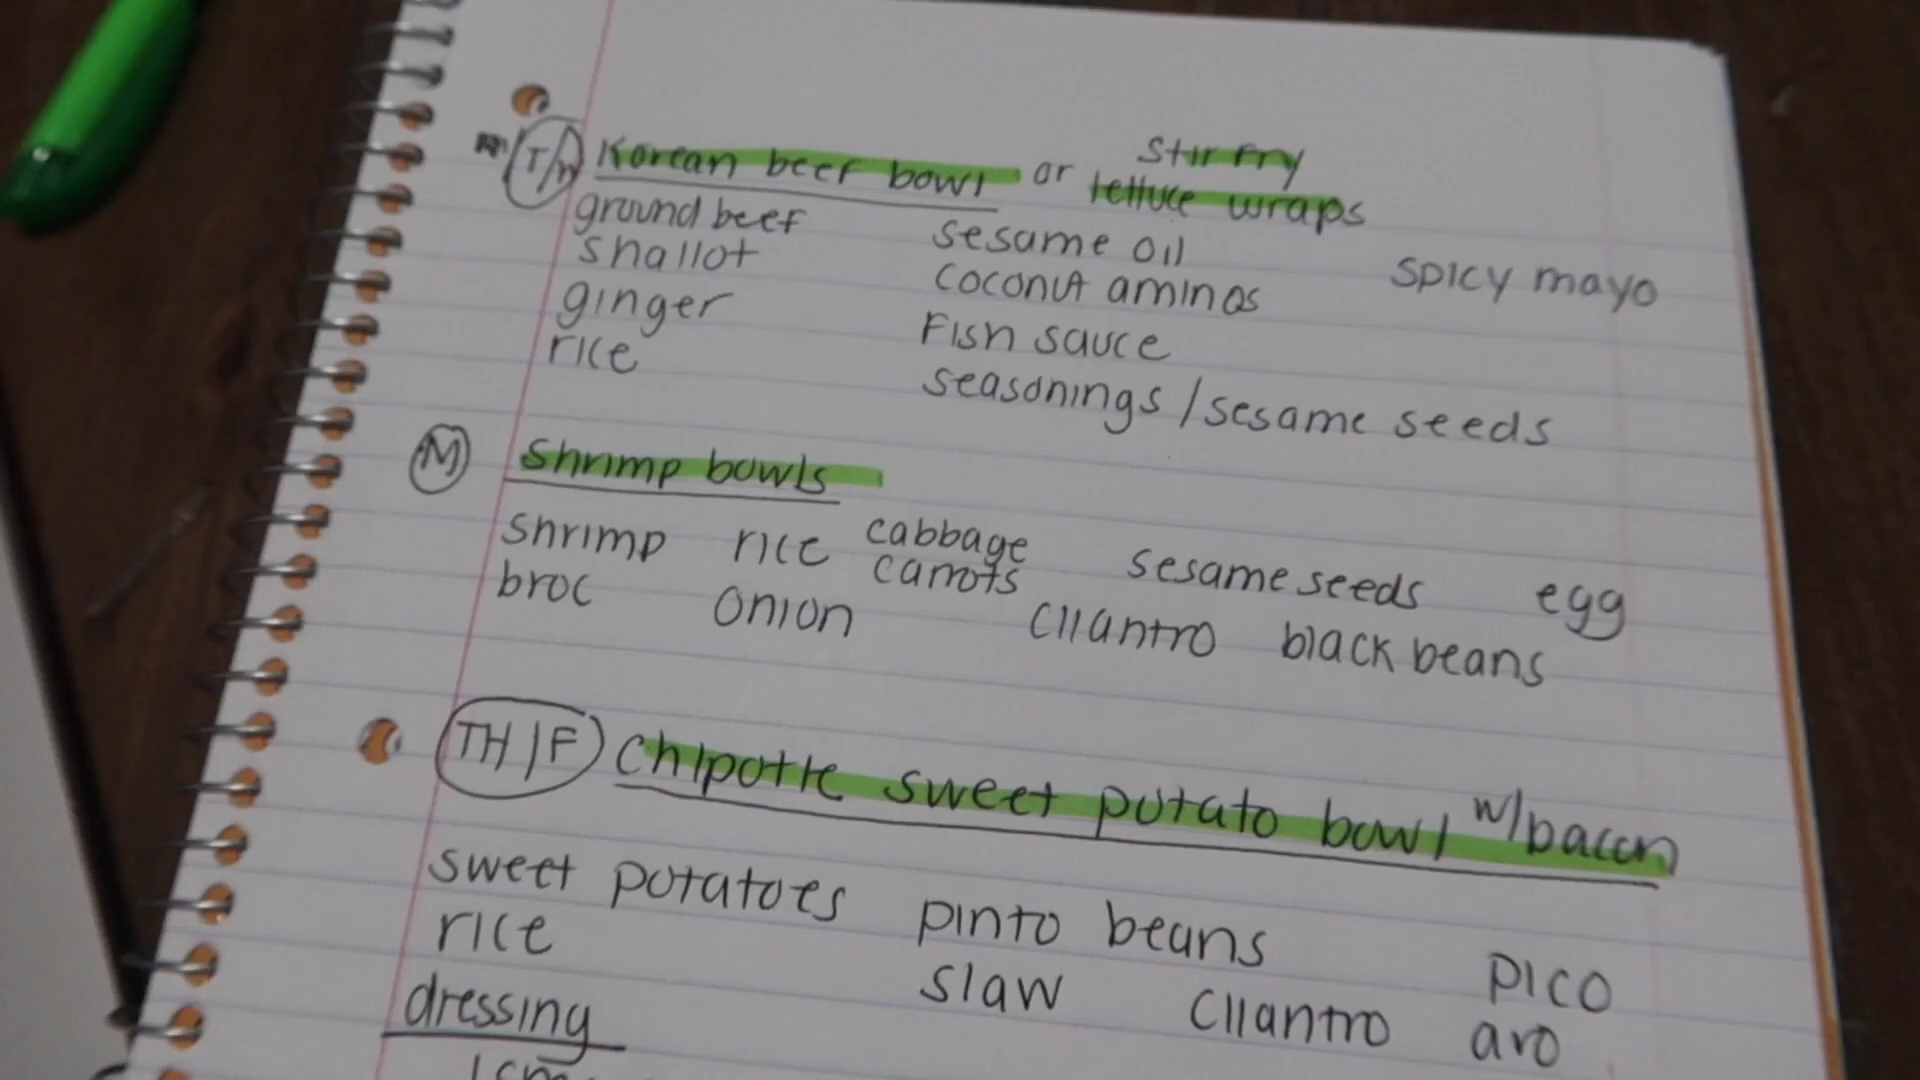 stir fry
T/ Korean beef bowl or lettuce wraps
ground beef sesame oil spicy mayo
shallot coconut aminos
ginger Fish sauce
rice seasonings / sesame seeds
M shrimp bowls
shrimp rice cabbage sesame seeds egg
broc onion carrots cilantro black beans
TH/F Chipotle sweet potato bowl w/bacon
sweet potatoes pinto beans pico
rice slaw cilantro avo
dressing